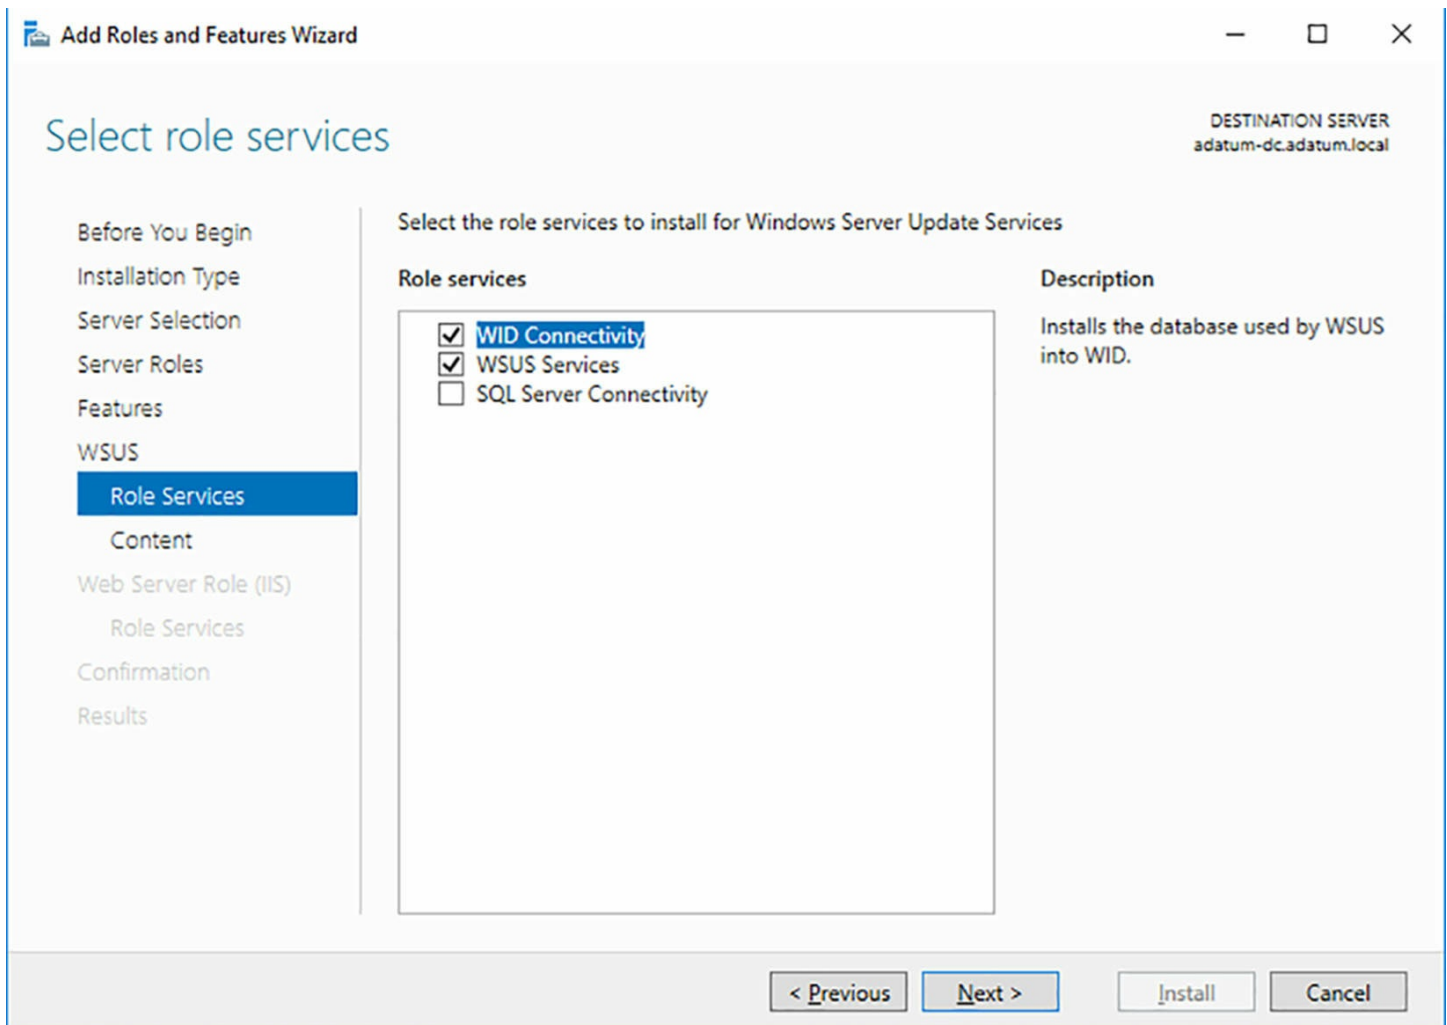 Add Roles and Features Wizard
Select role services
DESTINATION SERVER
adatum-dc.adatum.local
Before You Begin
Installation Type
Server Selection
Server Roles
Features
WSUS
Role Services
Content
Web Server Role (IIS)
Role Services
Confirmation
Results
Select the role services to install for Windows Server Update Services
Role services
WID Connectivity
WSUS Services
SQL Server Connectivity
Description
Installs the database used by WSUS
into WID.
< Previous
Next >
Install
Cancel